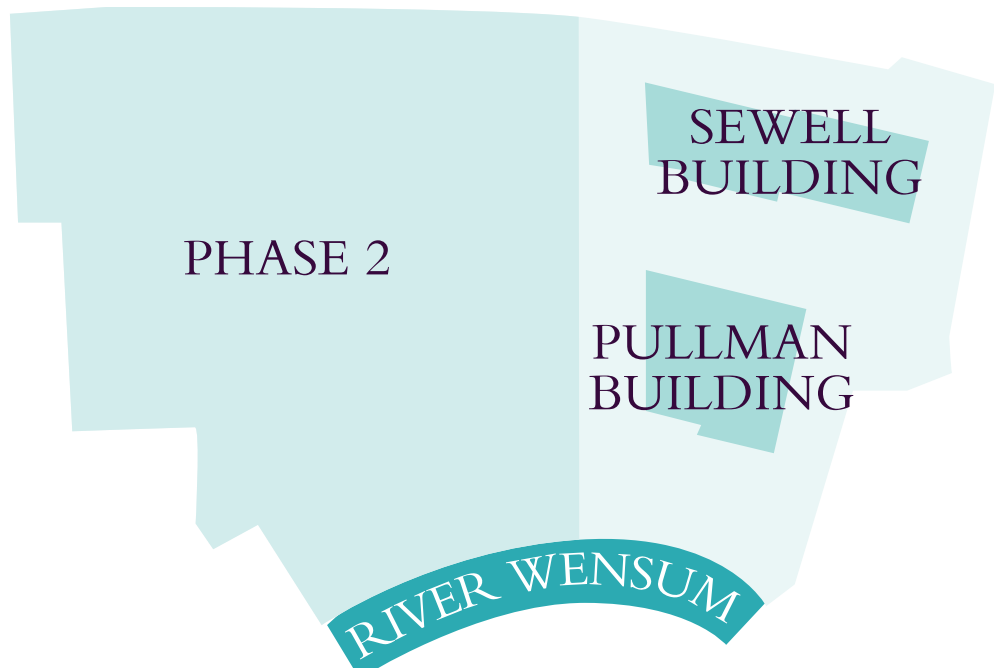 SEWELL
BUILDING
PHASE 2
PULLMAN
BUILDING
RIVER WENSUM